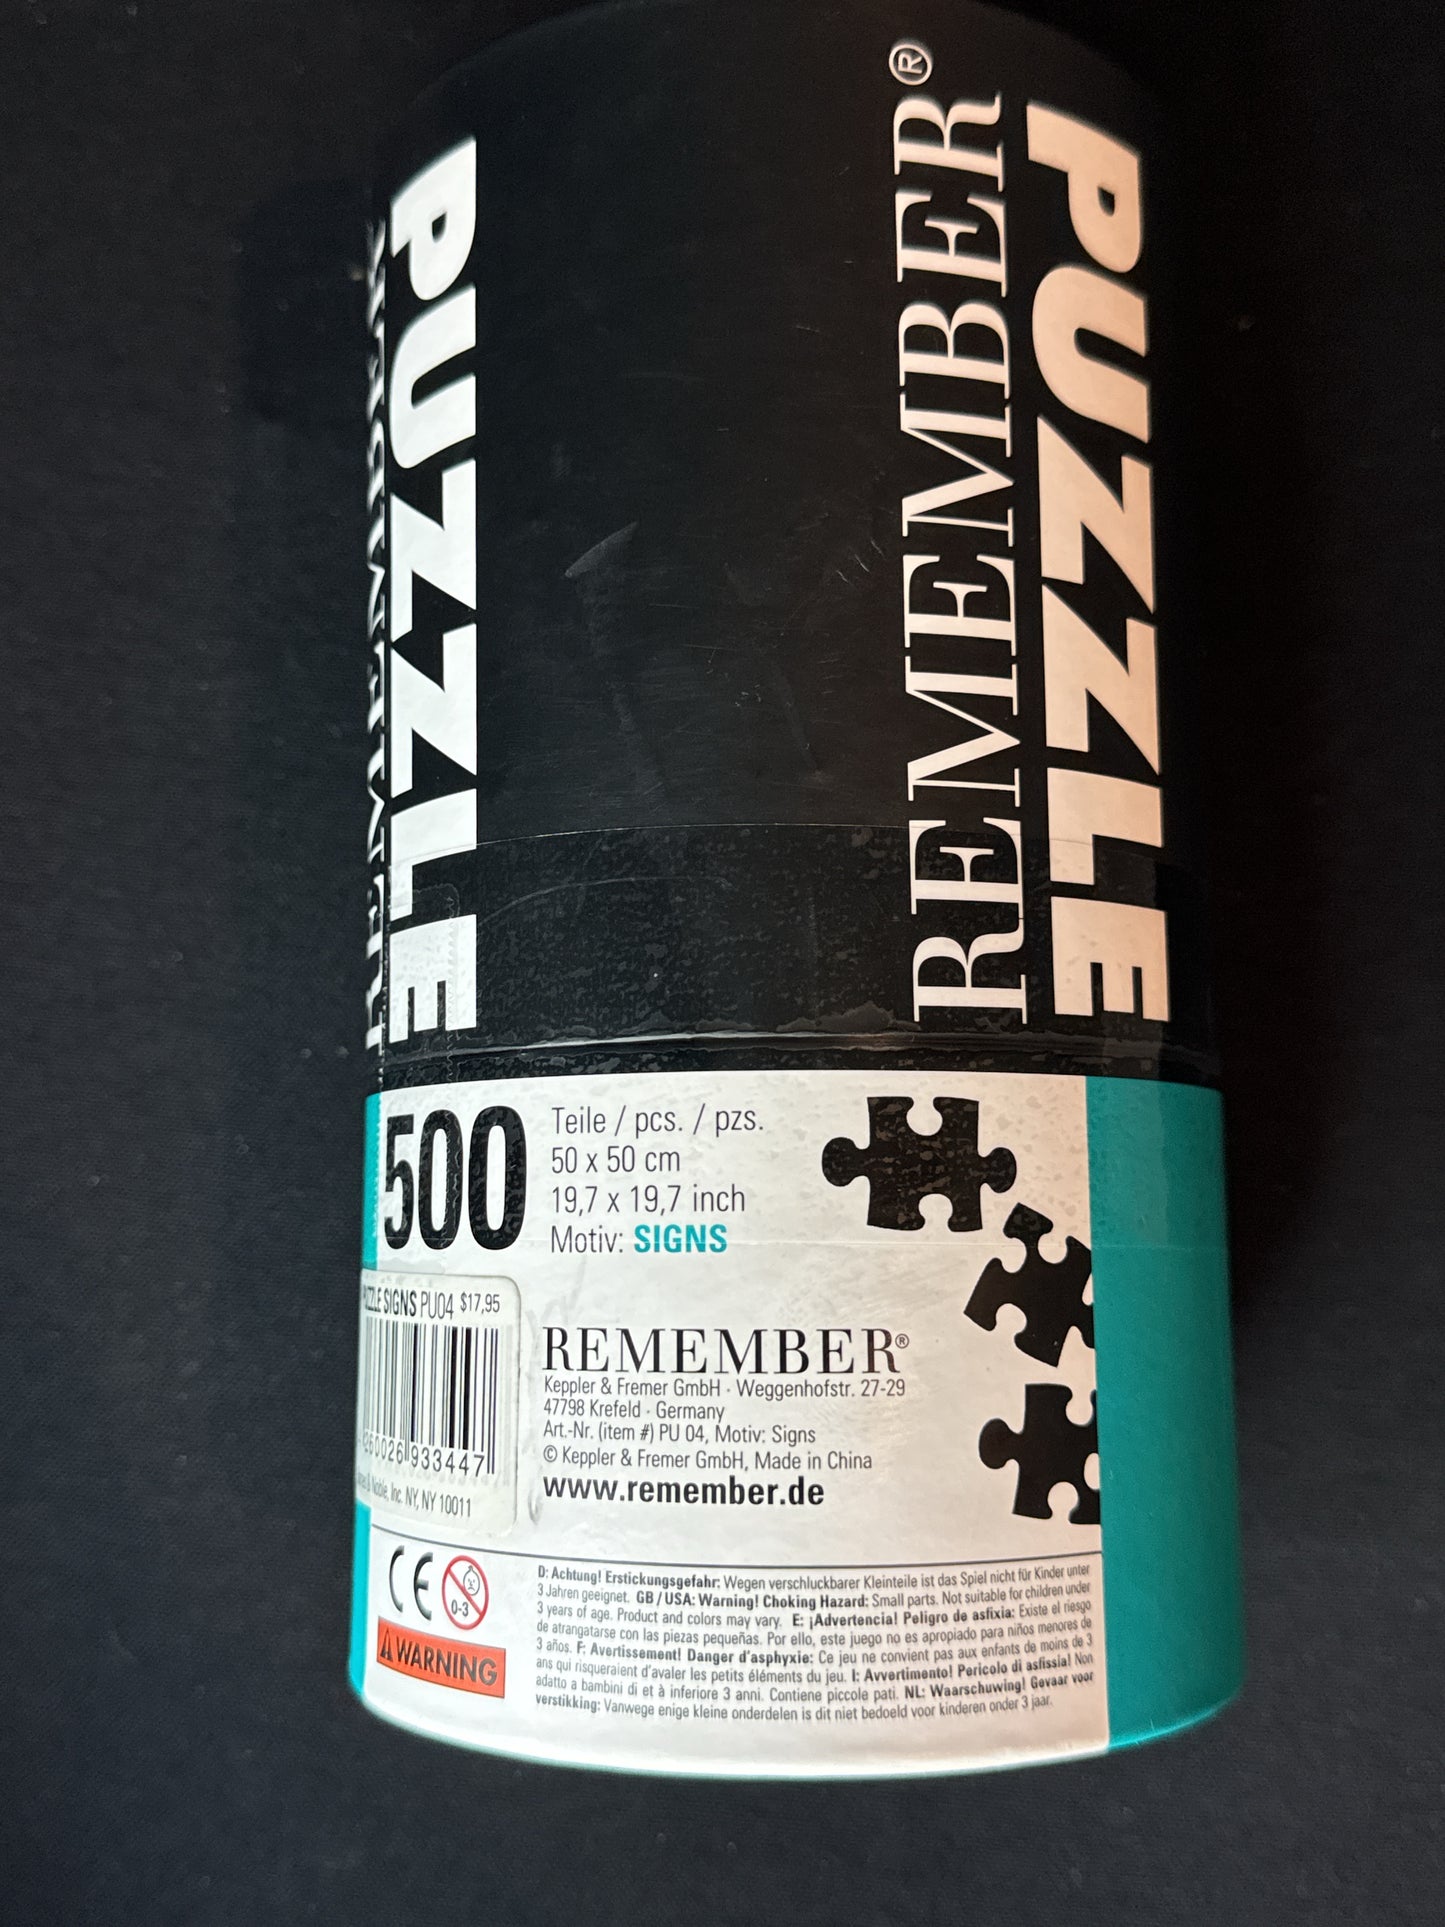 PUZZLE
REMEMBER®
PUZZLE
500
Teile / pcs. / pzs.
50 x 50 cm
19,7 x 19,7 inch
Motiv: SIGNS
SIGNS PU04 $17,95
260026 933447
Noble, Inc. NY, NY 10011
REMEMBER®
Keppler & Fremer GmbH · Weggenhofstr. 27-29
47798 Krefeld · Germany
Art.-Nr. (item #) PU 04, Motiv: Signs
© Keppler & Fremer GmbH, Made in China
www.remember.de
CE
0-3
WARNING
D: Achtung! Erstickungsgefahr: Wegen verschluckbarer Kleinteile ist das Spiel nicht für Kinder unter
3 Jahren geeignet. GB / USA: Warning! Choking Hazard: Small parts. Not suitable for children under
3 years of age. Product and colors may vary. E: ¡Advertencia! Peligro de asfixia: Existe el riesgo
de atrangatarse con las piezas pequeñas. Por ello, este juego no es apropiado para niños menores de
3 años. F: Avertissement! Danger d'asphyxie: Ce jeu ne convient pas aux enfants de moins de 3
ans qui risqueraient d'avaler les petits éléments du jeu. I: Avvertimento! Pericolo di asfissia! Non
adatto a bambini di et à inferiore 3 anni. Contiene piccole pati. NL: Waarschuwing! Gevaar voor
verstikking: Vanwege enige kleine onderdelen is dit niet bedoeld voor kinderen onder 3 jaar.